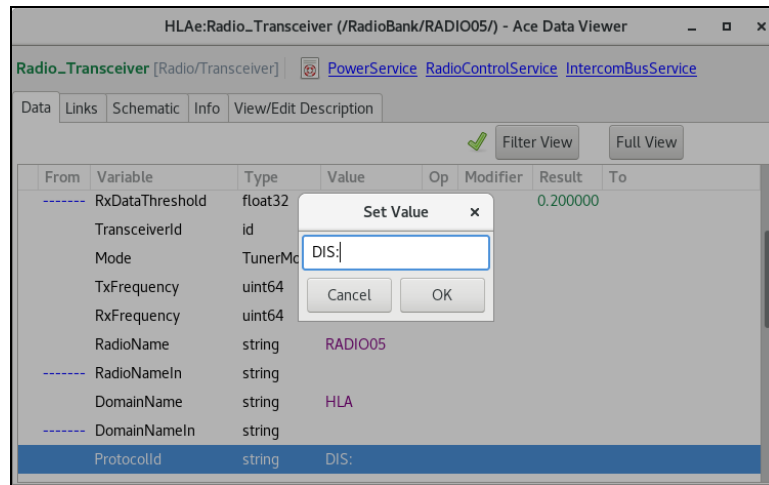 HLAe:Radio_Transceiver (/RadioBank/RADIO05/) - Ace Data Viewer
Radio_Transceiver [Radio/Transceiver] PowerService RadioControlService IntercomBusService
Data Links Schematic Info View/Edit Description
Filter View Full View
From Variable Type Value Op Modifier Result To
------- RxDataThreshold float32 0.200000
Set Value
TransceiverId id
Mode
DIS:
TxFrequency uint64
Cancel OK
RxFrequency uint64
RadioName string RADIO05
------- RadioNameIn string
DomainName string HLA
------- DomainNameIn string
ProtocolId string DIS: